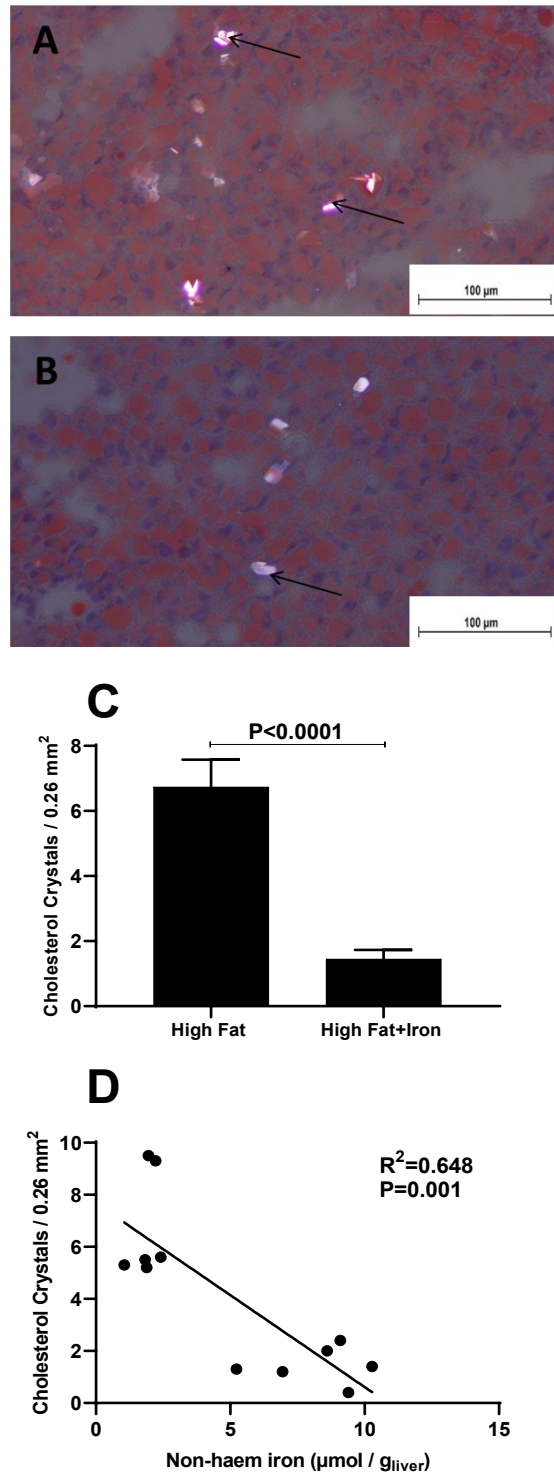 A
100 µm
B
100 µm
C
P<0.0001
8
6
4
2
0
Cholesterol Crystals / 0.26 mm²
High Fat
High Fat+Iron
D
R²=0.648
P=0.001
10
8
6
4
2
0
Cholesterol Crystals / 0.26 mm²
0
5
10
15
Non-haem iron (µmol / gliver)